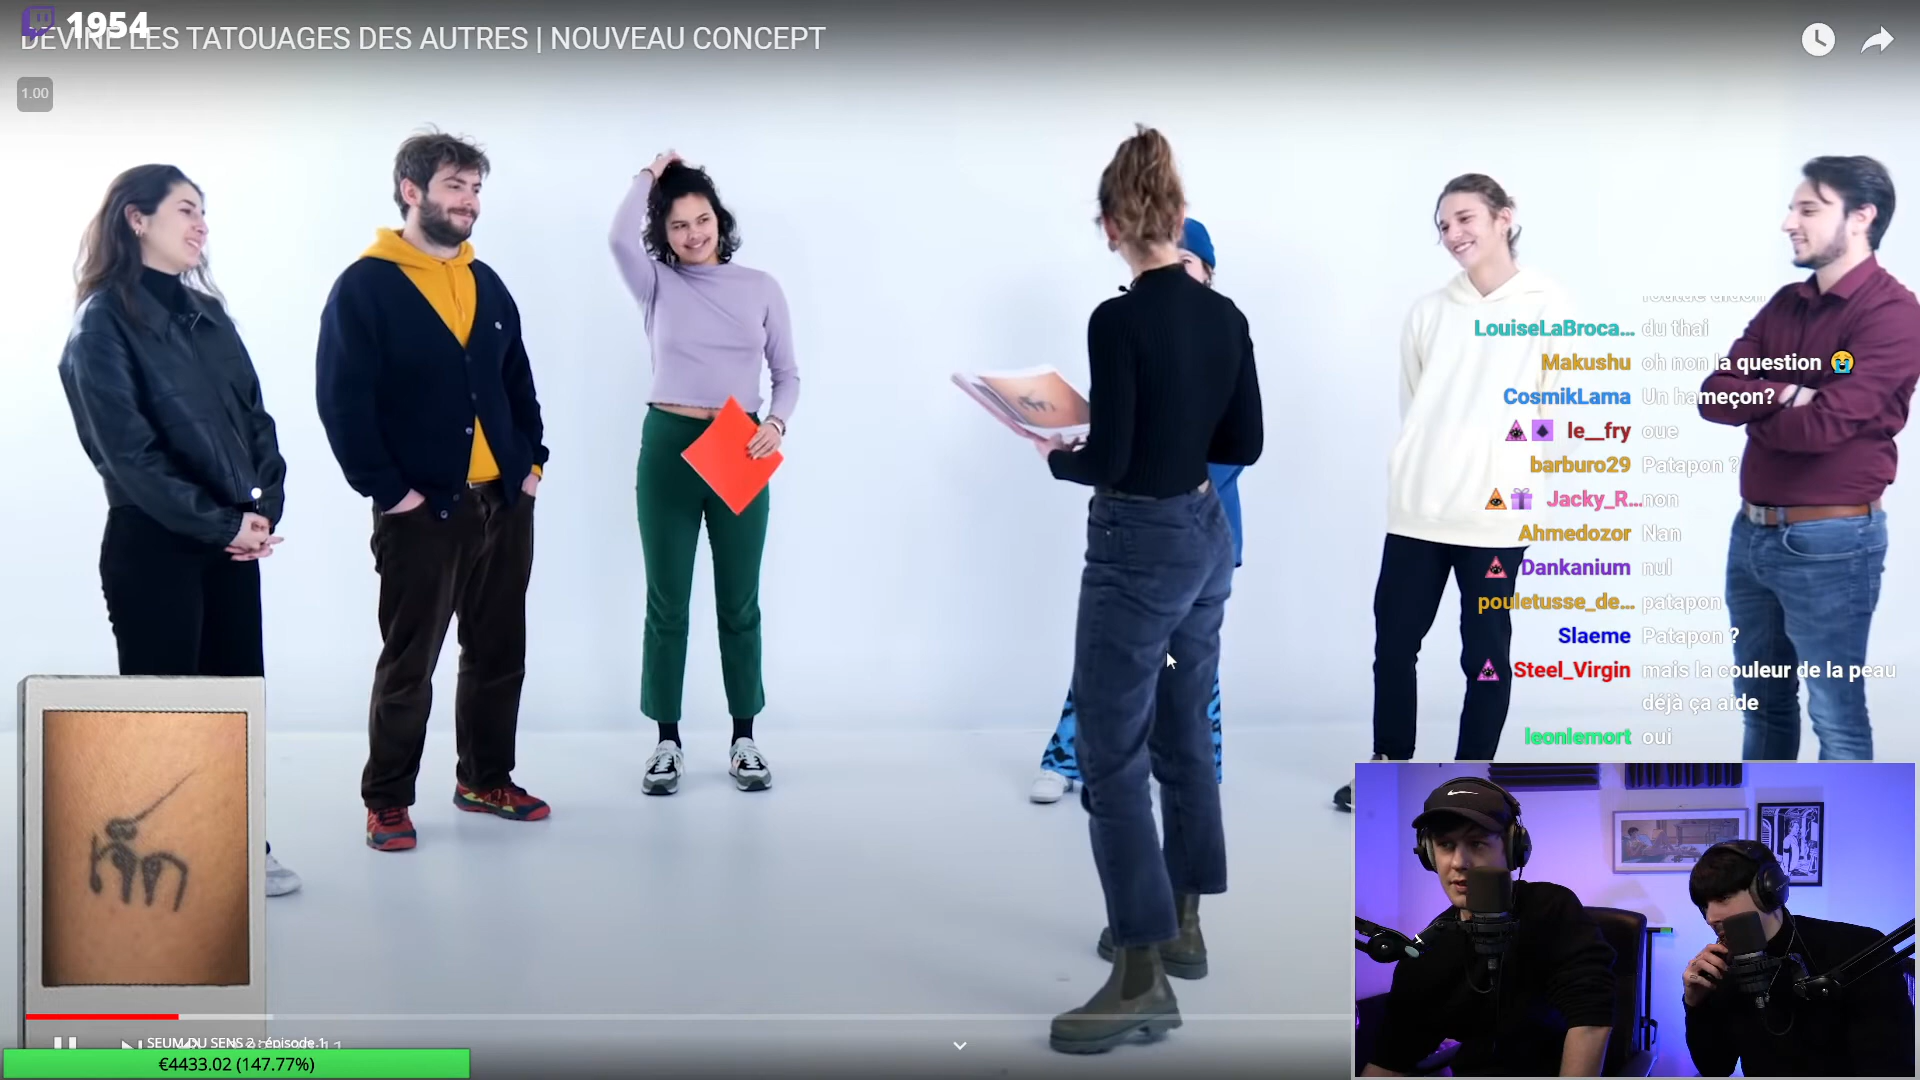 1954
DEVINE LES TATOUAGES DES AUTRES | NOUVEAU CONCEPT
1.00
LouiseLaBroca... du thai
Makushu oh non la question 😭
CosmikLama Un hameçon?
le__fry oue
barburo29 Patapon ?
Jacky_R... non
Ahmedozor Nan
Dankanium nul
pouletusse_de... patapon
Slaeme Patapon ?
Steel_Virgin mais la couleur de la peau
déjà ça aide
leonlemort oui
SEUM DU SENS 2 : épisode 1
€4433.02 (147.77%)